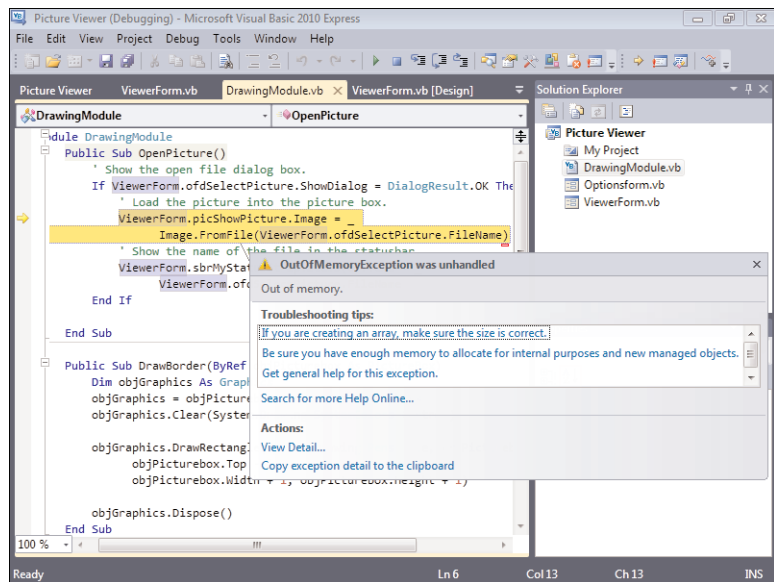 Picture Viewer (Debugging) - Microsoft Visual Basic 2010 Express
File Edit View Project Debug Tools Window Help
Picture Viewer ViewerForm.vb DrawingModule.vb ViewerForm.vb [Design]
Solution Explorer
DrawingModule
OpenPicture
dule DrawingModule
Public Sub OpenPicture()
' Show the open file dialog box.
If ViewerForm.ofdSelectPicture.ShowDialog = DialogResult.OK The
' Load the picture into the picture box.
ViewerForm.picShowPicture.Image = _
Image.FromFile(ViewerForm.ofdSelectPicture.FileName)
' Show the name of the file in the statusbar
ViewerForm.sbrMyStat
ViewerForm.ofd
End If
End Sub
Public Sub DrawBorder(ByRef
Dim objGraphics As Graph
objGraphics = objPicture
objGraphics.Clear(System
objGraphics.DrawRectangl
objPicturebox.Top
objPicturebox.Width + 1, objPicturebox.Height + 1)
objGraphics.Dispose()
End Sub
Picture Viewer
My Project
DrawingModule.vb
Optionsform.vb
ViewerForm.vb
OutOfMemoryException was unhandled
Out of memory.
Troubleshooting tips:
If you are creating an array, make sure the size is correct.
Be sure you have enough memory to allocate for internal purposes and new managed objects.
Get general help for this exception.
Search for more Help Online...
Actions:
View Detail...
Copy exception detail to the clipboard
100 %
Ready Ln 6 Col 13 Ch 13 INS